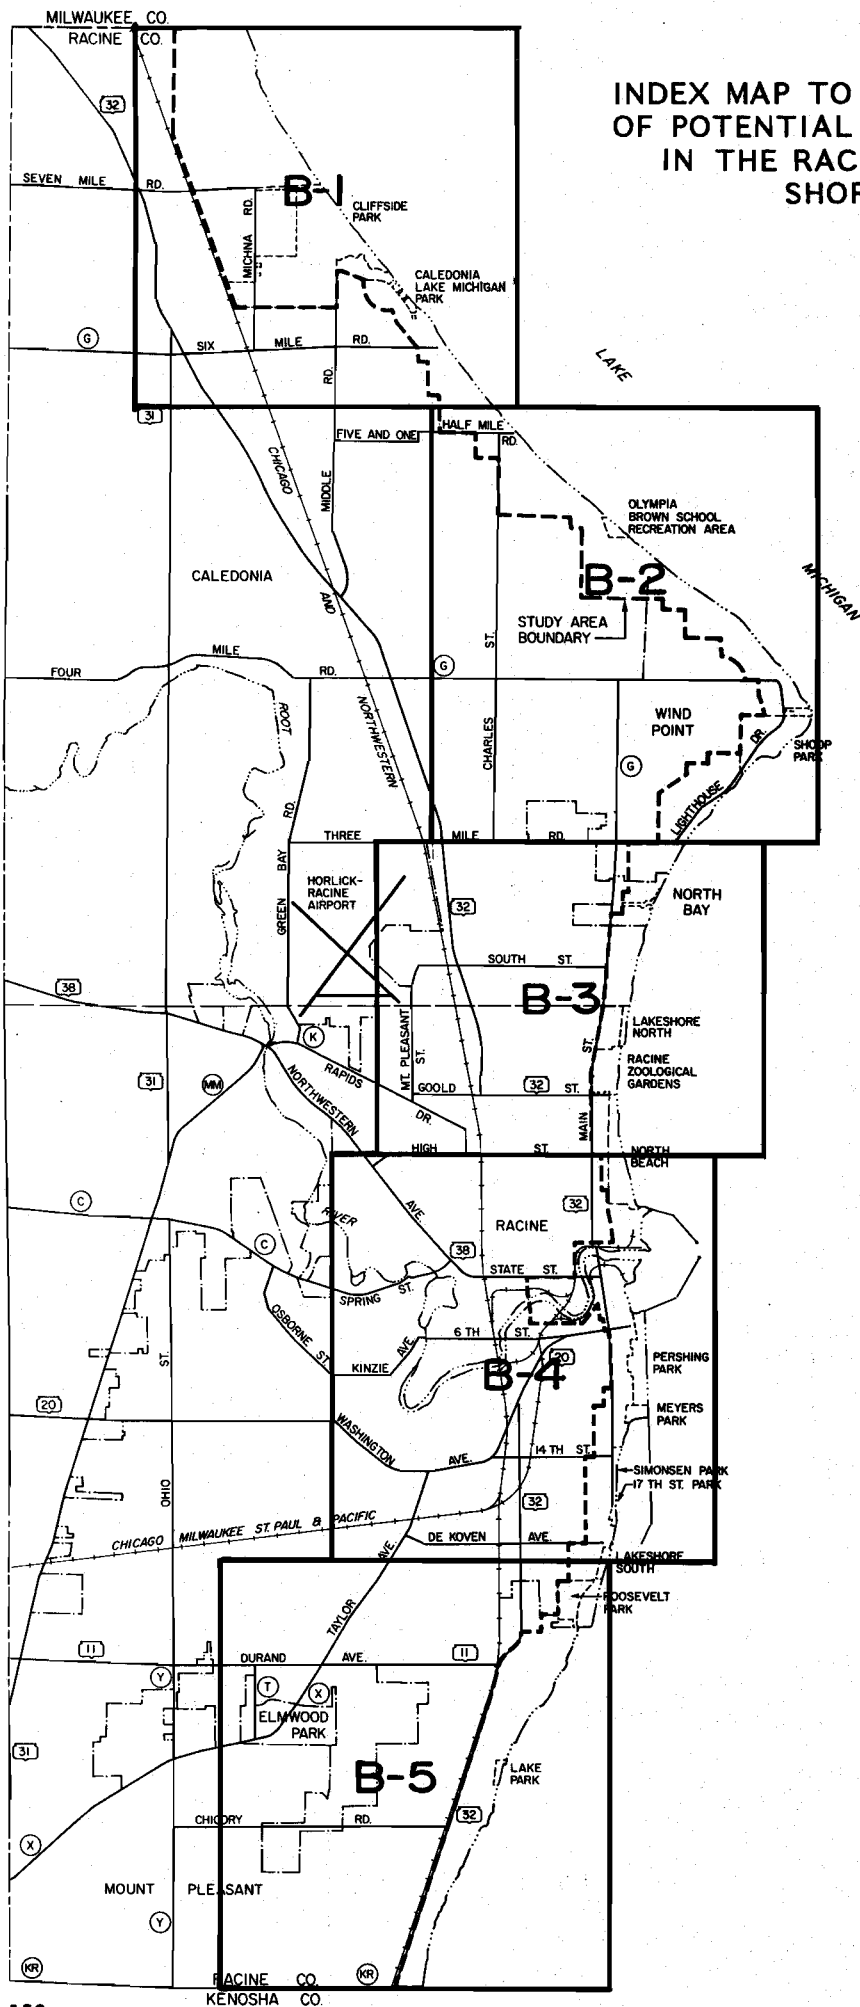 MILWAUKEE CO.
RACINE CO.
INDEX MAP TO
OF POTENTIAL
IN THE RAC
SHOR
32
SEVEN MILE RD.
B-1
CLIFFSIDE
PARK
MICHNA RD.
CALEDONIA
LAKE MICHIGAN
PARK
G
SIX MILE RD.
LAKE
31
HALF MILE
RD.
FIVE AND ONE
MIDDLE RD.
CHICAGO AND NORTHWESTERN
OLYMPIA
BROWN SCHOOL
RECREATION AREA
CALEDONIA
B-2
MICHIGAN
STUDY AREA
BOUNDARY
FOUR MILE RD.
G
ROOT
WIND
POINT
CHARLES ST.
SHOOP
PARK
G
LIGHTHOUSE DR.
THREE MILE RD.
GREEN BAY RD.
HORLICK-
RACINE
AIRPORT
NORTH
BAY
32
SOUTH ST.
38
B-3
LAKESHORE
NORTH
K
MT. PLEASANT ST.
RACINE
ZOOLOGICAL
GARDENS
31
MM
NORTHWESTERN AVE.
RAPIDS DR.
GOOLD 32 ST.
MAIN ST.
HIGH ST.
NORTH
BEACH
C
RIVER
RACINE
32
C
38
STATE ST.
SPRING ST.
OSBORNE ST.
6 TH ST.
KINZIE AVE.
20
PERSHING
PARK
B-4
MEYERS
PARK
20
WASHINGTON AVE.
14 TH ST.
SIMONSEN PARK
17 TH ST. PARK
OHIO ST.
32
CHICAGO MILWAUKEE ST. PAUL & PACIFIC
DE KOVEN AVE.
LAKESHORE
SOUTH
ROOSEVELT
PARK
TAYLOR AVE.
11
DURAND AVE.
11
Y
T
X
ELMWOOD
PARK
31
B-5
LAKE
PARK
32
CHICORY RD.
X
MOUNT PLEASANT
Y
KR
KR
RACINE CO.
KENOSHA CO.